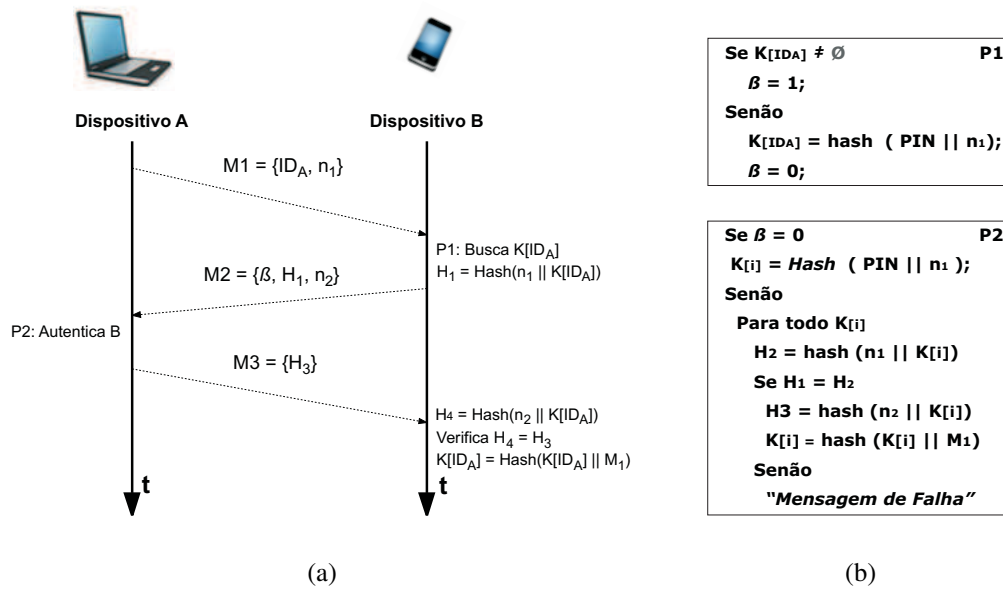 Dispositivo A
Dispositivo B
M1 = {ID_A, n_1}
P1: Busca K[ID_A]
H_1 = Hash(n_1 || K[ID_A])
M2 = {ß, H_1, n_2}
P2: Autentica B
M3 = {H_3}
H4 = Hash(n_2 || K[ID_A])
Verifica H_4 = H_3
K[ID_A] = Hash(K[ID_A] || M_1)
t
t
(a)
Se K[IDA] ≠ Ø P1
ß = 1;
Senão
K[IDA] = hash ( PIN || n1);
ß = 0;
Se ß = 0 P2
K[i] = Hash ( PIN || n1 );
Senão
Para todo K[i]
H2 = hash (n1 || K[i])
Se H1 = H2
H3 = hash (n2 || K[i])
K[i] = hash (K[i] || M1)
Senão
“Mensagem de Falha”
(b)